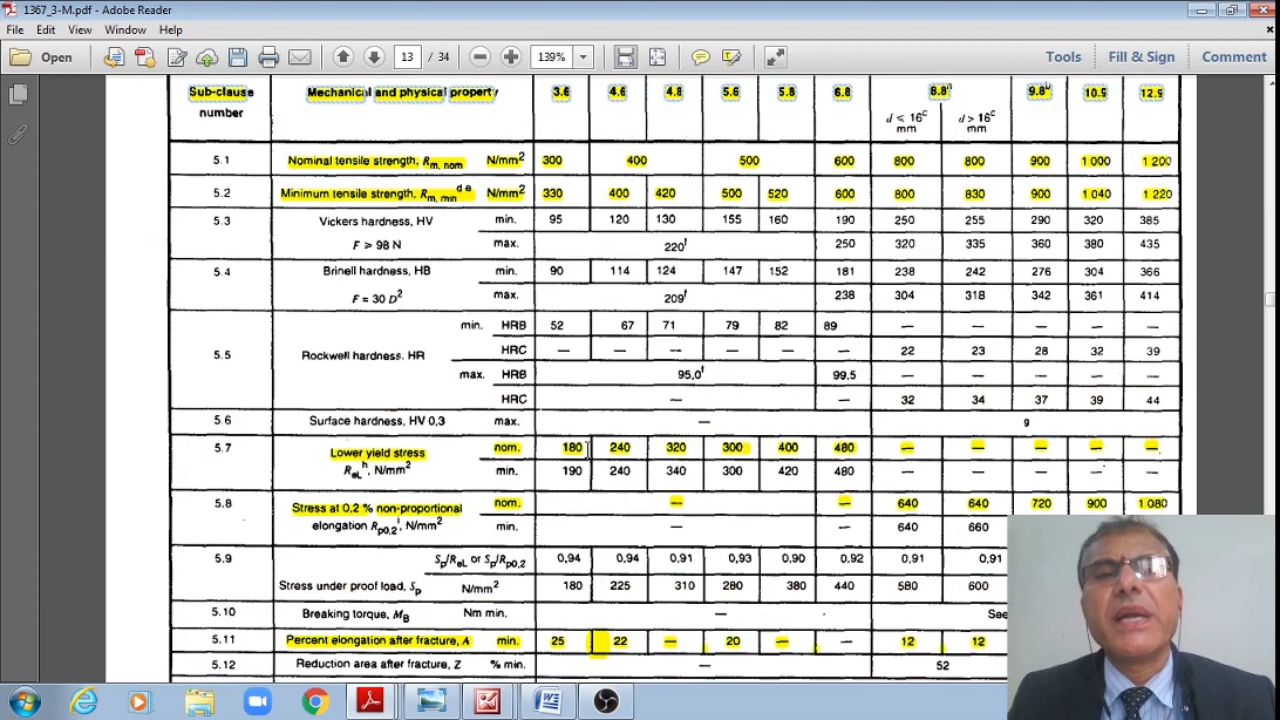 1367_3-M.pdf - Adobe Reader
File Edit View Window Help
Open 13 / 34 139% Tools Fill & Sign Comment
Sub-clause number Mechanical and physical property 3.6 4.6 4.8 5.6 5.8 6.8 8.8a 9.8b 10.9 12.9
d ⩽ 16c mm d > 16c mm
5.1 Nominal tensile strength, Rm, nom N/mm2 300 400 500 600 800 800 900 1 000 1 200
5.2 Minimum tensile strength, Rm, min d e N/mm2 330 400 420 500 520 600 800 830 900 1 040 1 220
5.3 Vickers hardness, HV min. 95 120 130 155 160 190 250 255 290 320 385
F > 98 N max. 220f 250 320 335 360 380 435
5.4 Brinell hardness, HB min. 90 114 124 147 152 181 238 242 276 304 366
F = 30 D2 max. 209f 238 304 318 342 361 414
5.5 Rockwell hardness, HR min. HRB 52 67 71 79 82 89 — — — — —
HRC — — — — — — 22 23 28 32 39
max. HRB 95,0f 99.5 — — — — —
HRC — — 32 34 37 39 44
5.6 Surface hardness, HV 0,3 max. — g
5.7 Lower yield stress nom. 180 240 320 300 400 480 — — — — —
ReL h, N/mm2 min. 190 240 340 300 420 480 — — — — —
5.8 Stress at 0,2 % non-proportional nom. — — 640 640 720 900 1 080
elongation Rp0,2 i, N/mm2 min. — — 640 660
5.9 Sp/ReL or Sp/Rp0,2 0,94 0,94 0.91 0,93 0,90 0,92 0,91 0,91
Stress under proof load, Sp N/mm2 180 225 310 280 380 440 580 600
5.10 Breaking torque, MB Nm min. — See
5.11 Percent elongation after fracture, A min. 25 22 — 20 — — 12 12
5.12 Reduction area after fracture, Z % min. — 52